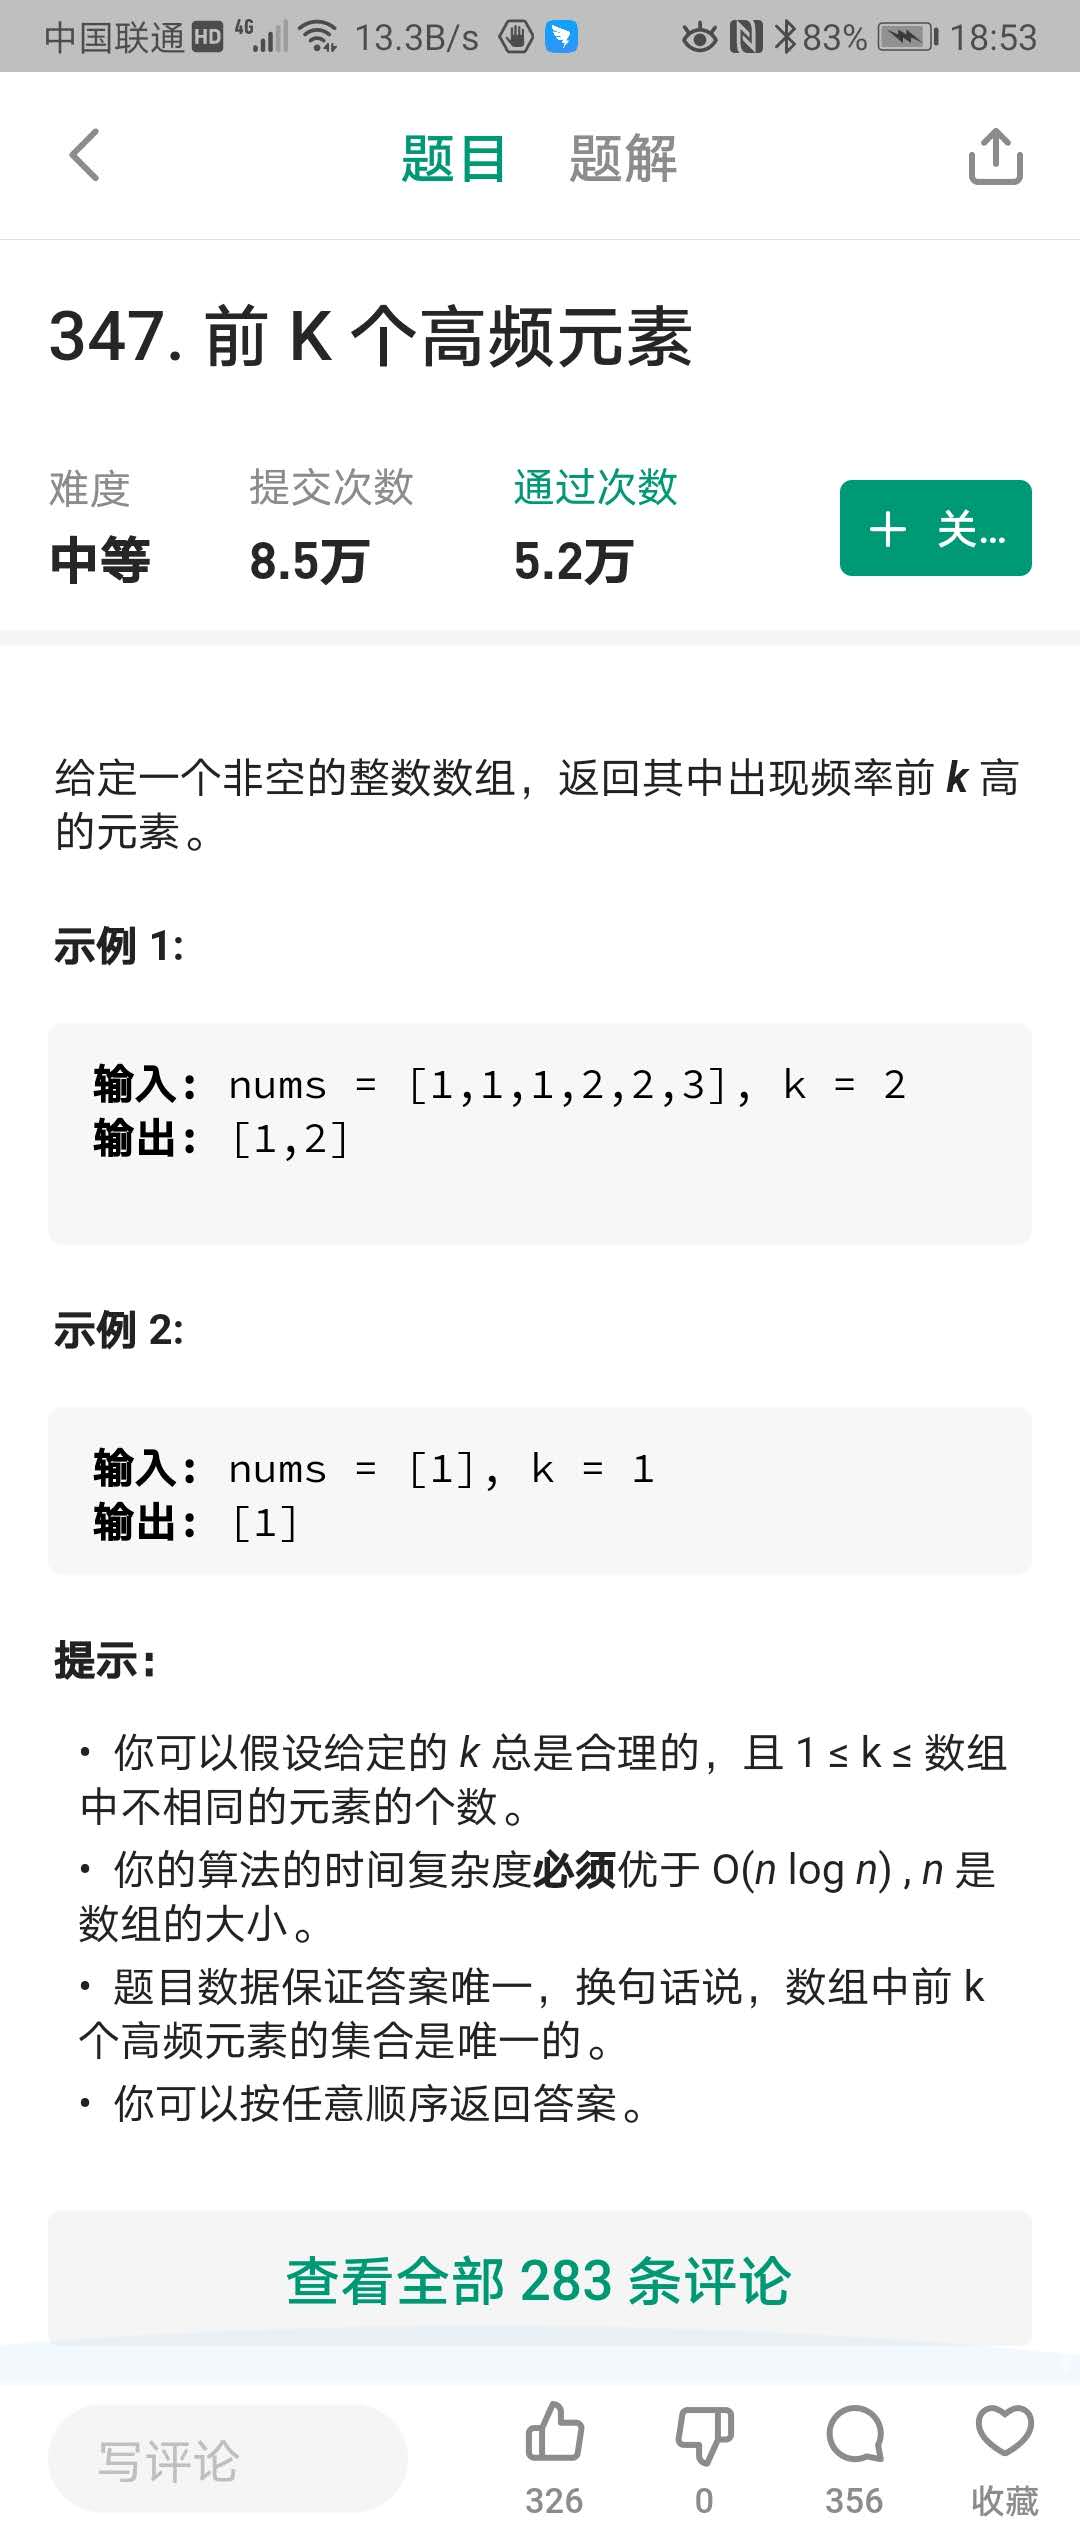 中国联通 HD 4G 13.3B/s 83% 18:53
题目 题解
347. 前 K 个高频元素
难度 提交次数 通过次数
中等 8.5万 5.2万
+ 关...
给定一个非空的整数数组，返回其中出现频率前 k 高
的元素。
示例 1:
输入: nums = [1,1,1,2,2,3], k = 2
输出: [1,2]
示例 2:
输入: nums = [1], k = 1
输出: [1]
提示：
• 你可以假设给定的 k 总是合理的，且 1 ≤ k ≤ 数组
中不相同的元素的个数。
• 你的算法的时间复杂度必须优于 O(n log n) , n 是
数组的大小。
• 题目数据保证答案唯一，换句话说，数组中前 k
个高频元素的集合是唯一的。
• 你可以按任意顺序返回答案。
查看全部 283 条评论
写评论
326 0 356 收藏